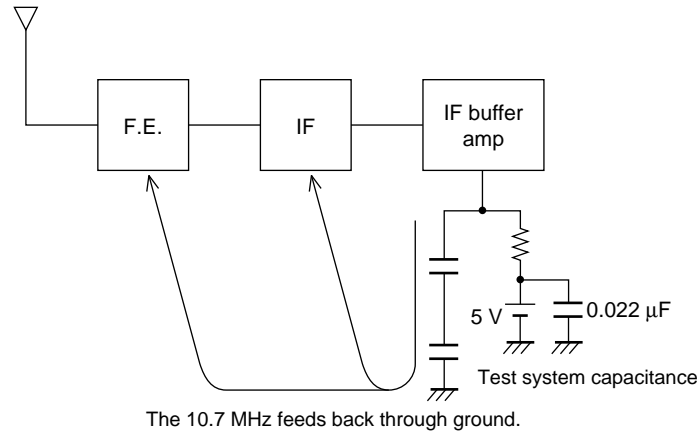 F.E.
IF
IF buffer
amp
5 V
0.022 μF
Test system capacitance
The 10.7 MHz feeds back through ground.